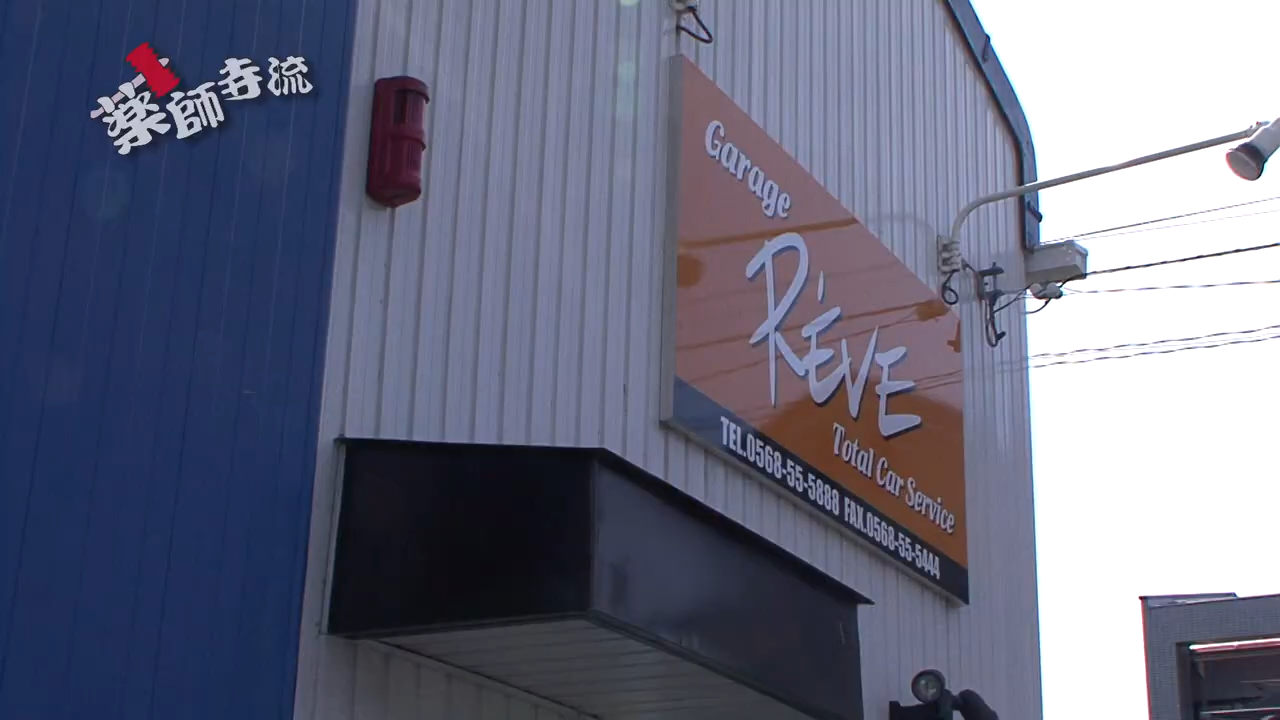 薬師寺流
Garage
RÉVE
Total Car Service
TEL.0568-55-5888 FAX.0568-55-5444